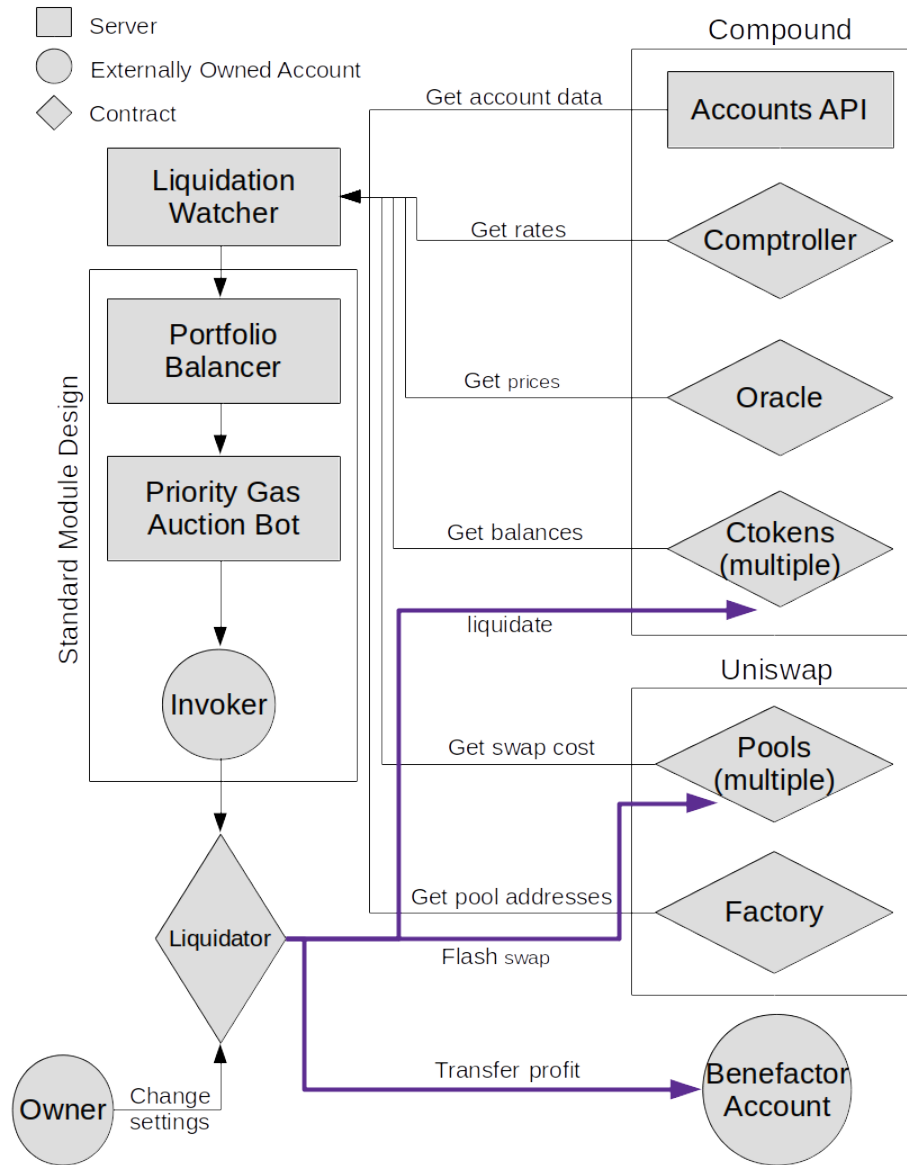 Server
Externally Owned Account
Contract
Compound
Get account data
Accounts API
Liquidation
Watcher
Get rates
Comptroller
Standard Module Design
Portfolio
Balancer
Get prices
Oracle
Priority Gas
Auction Bot
Get balances
Ctokens
(multiple)
liquidate
Uniswap
Invoker
Get swap cost
Pools
(multiple)
Get pool addresses
Factory
Liquidator
Flash swap
Transfer profit
Benefactor
Account
Owner
Change
settings